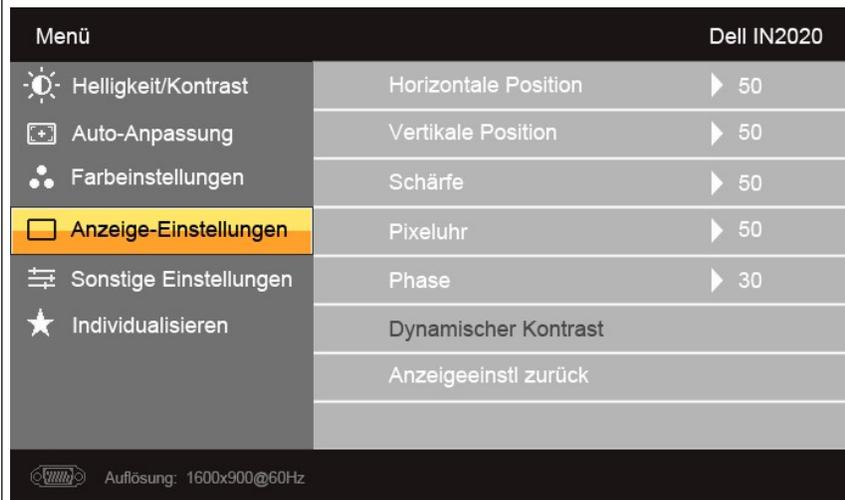 Menü Dell IN2020
Helligkeit/Kontrast Horizontale Position 50
Auto-Anpassung Vertikale Position 50
Farbeinstellungen Schärfe 50
Anzeige-Einstellungen Pixeluhr 50
Sonstige Einstellungen Phase 30
Individualisieren Dynamischer Kontrast
Anzeigeeinstl zurück
Auflösung: 1600x900@60Hz